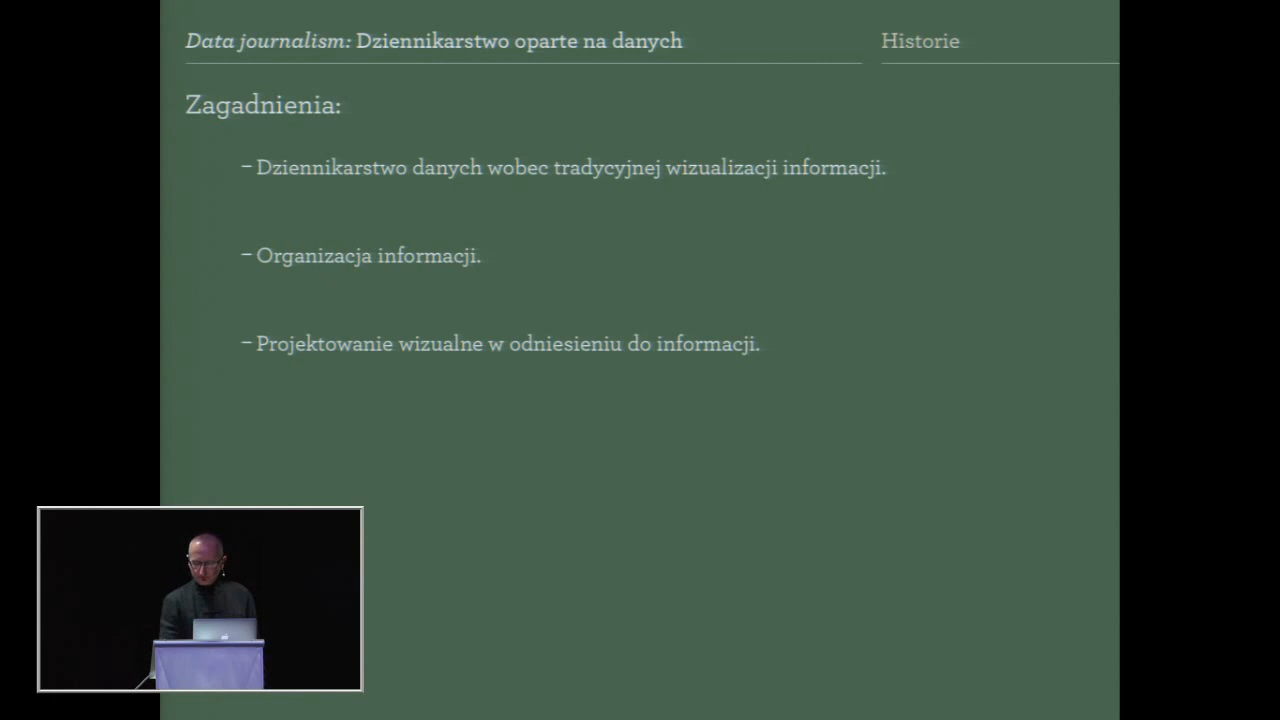 Data journalism: Dziennikarstwo oparte na danych
Historie
Zagadnienia:
– Dziennikarstwo danych wobec tradycyjnej wizualizacji informacji.
– Organizacja informacji.
– Projektowanie wizualne w odniesieniu do informacji.